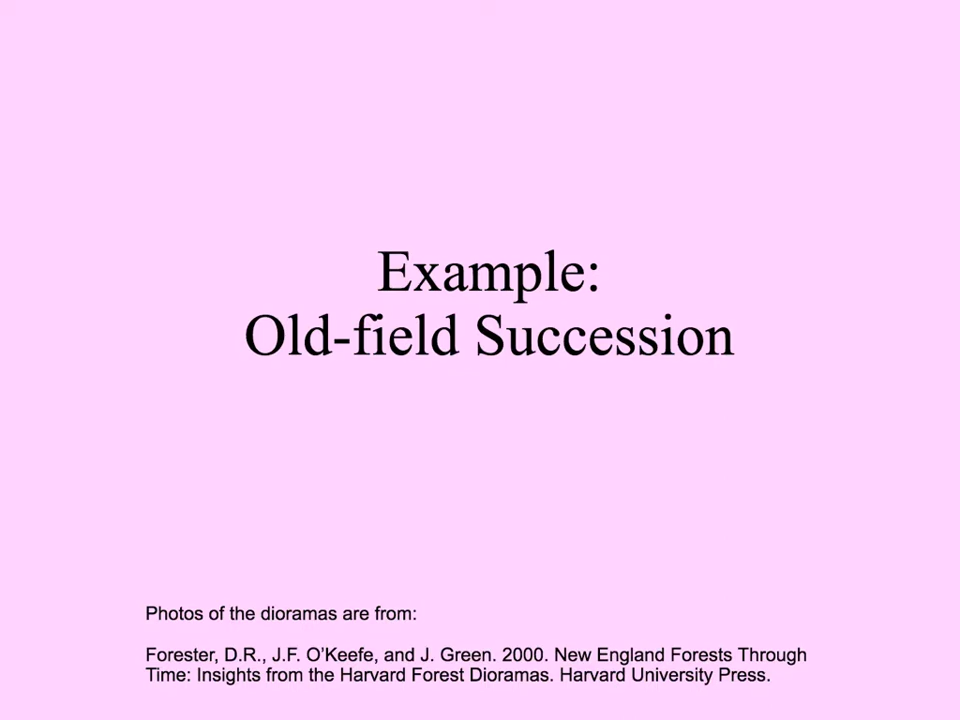 Example:
Old-field Succession
Photos of the dioramas are from:
Forester, D.R., J.F. O’Keefe, and J. Green. 2000. New England Forests Through
Time: Insights from the Harvard Forest Dioramas. Harvard University Press.